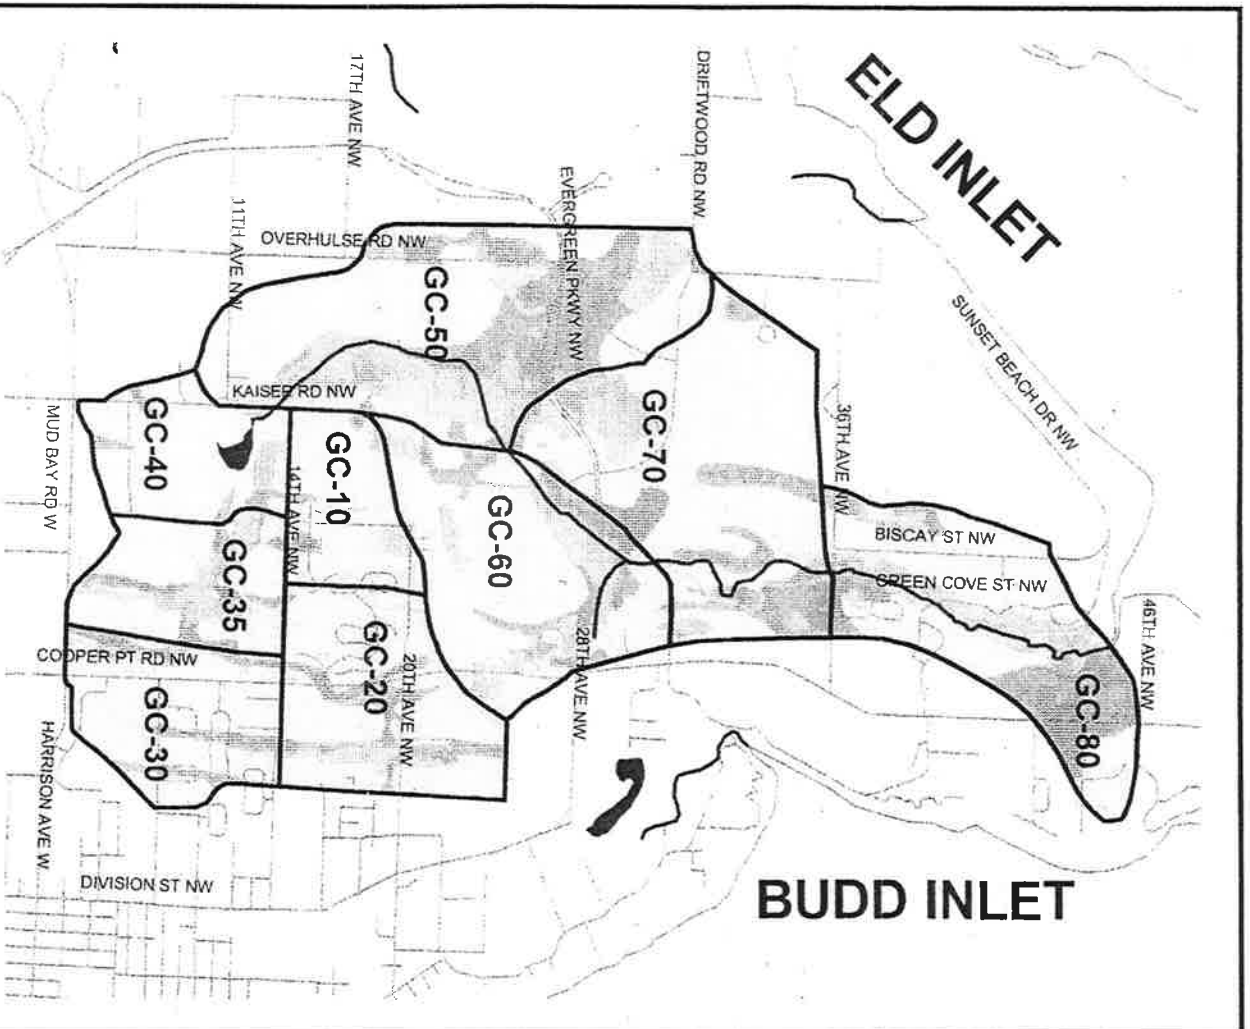 ELD INLET
17TH AVE NW
DRIFTWOOD RD NW
EVERGREEN PKWY NW
11TH AVE NW
OVERHULSE RD NW
GC-50
SUNSET BEACH DR NW
KAISER RD NW
MUD BAY RD W
GC-40
GC-10
14TH AVE NW
GC-70
36TH AVE NW
GC-60
BISCAY ST NW
GREEN COVE ST NW
46TH AVE NW
GC-35
COOPER PT RD NW
GC-20
20TH AVE NW
28TH AVE NW
GC-80
GC-30
HARRISON AVE W
DIVISION ST NW
BUDD INLET